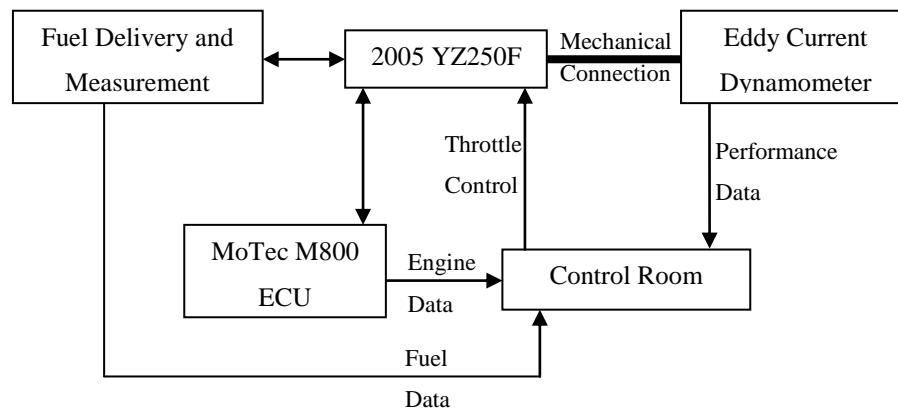 Fuel Delivery and
Measurement
2005 YZ250F
Mechanical
Connection
Eddy Current
Dynamometer
Throttle
Control
Performance
Data
MoTec M800
ECU
Engine
Data
Control Room
Fuel
Data